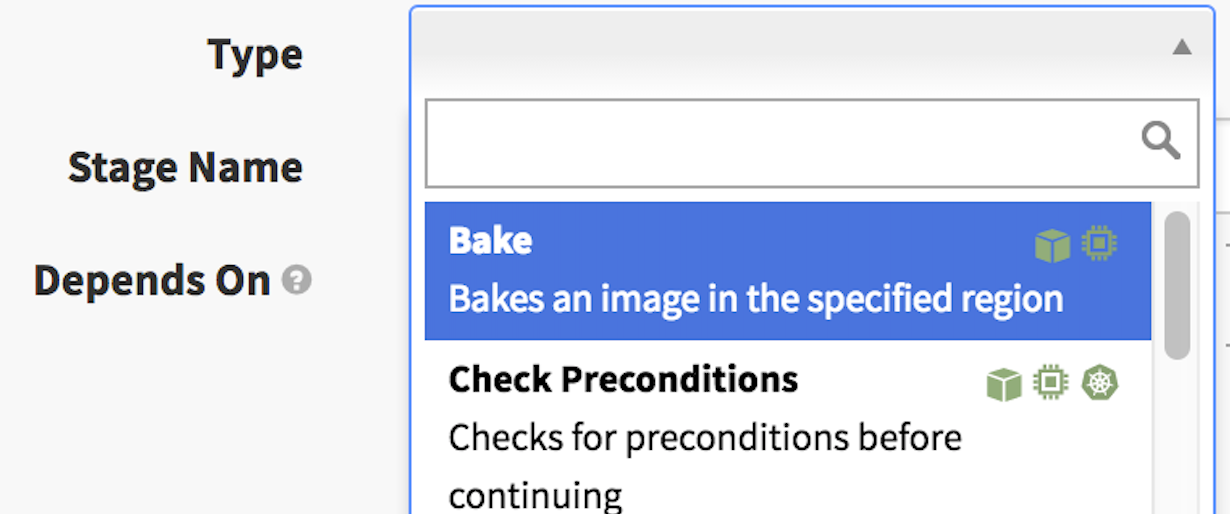 Type
Stage Name
Depends On ?
Bake
Bakes an image in the specified region
Check Preconditions
Checks for preconditions before
continuing